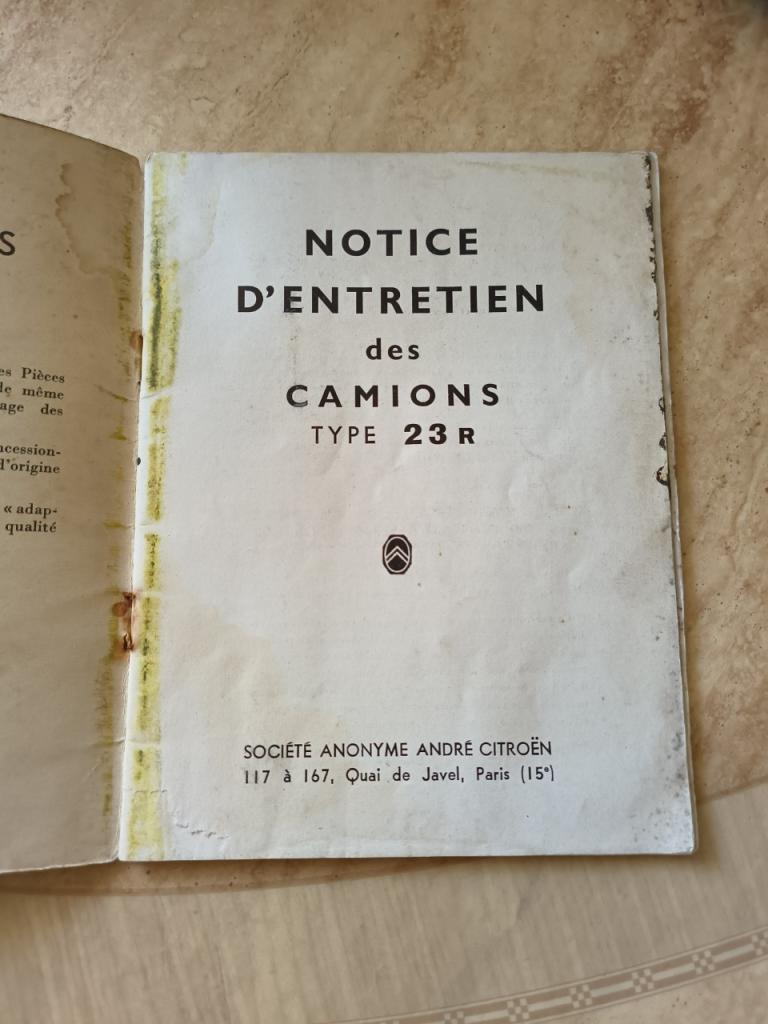 S
es Pièces
de même
age des
ncession-
d'origine
« adap-
qualité
NOTICE
D'ENTRETIEN
des
CAMIONS
TYPE 23 R
SOCIÉTÉ ANONYME ANDRÉ CITROËN
117 à 167, Quai de Javel, Paris (15e)